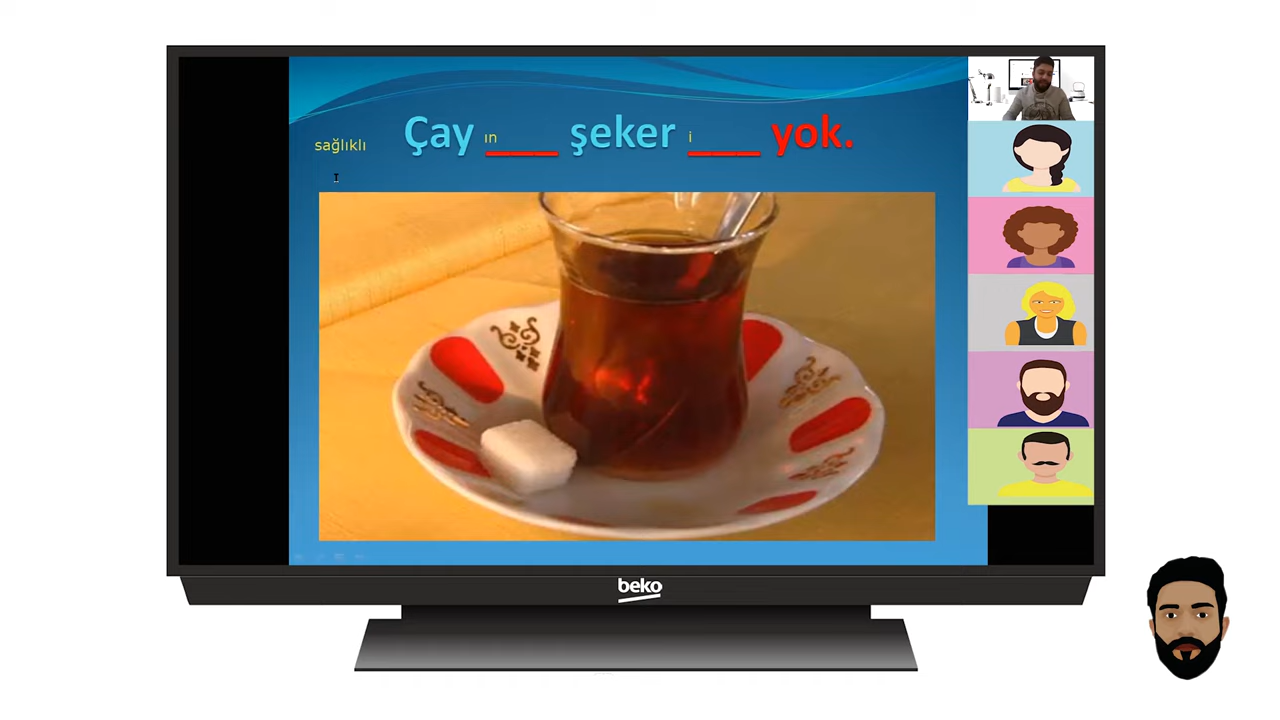 sağlıklı Çay ın ____ şeker i ____ yok.
beko